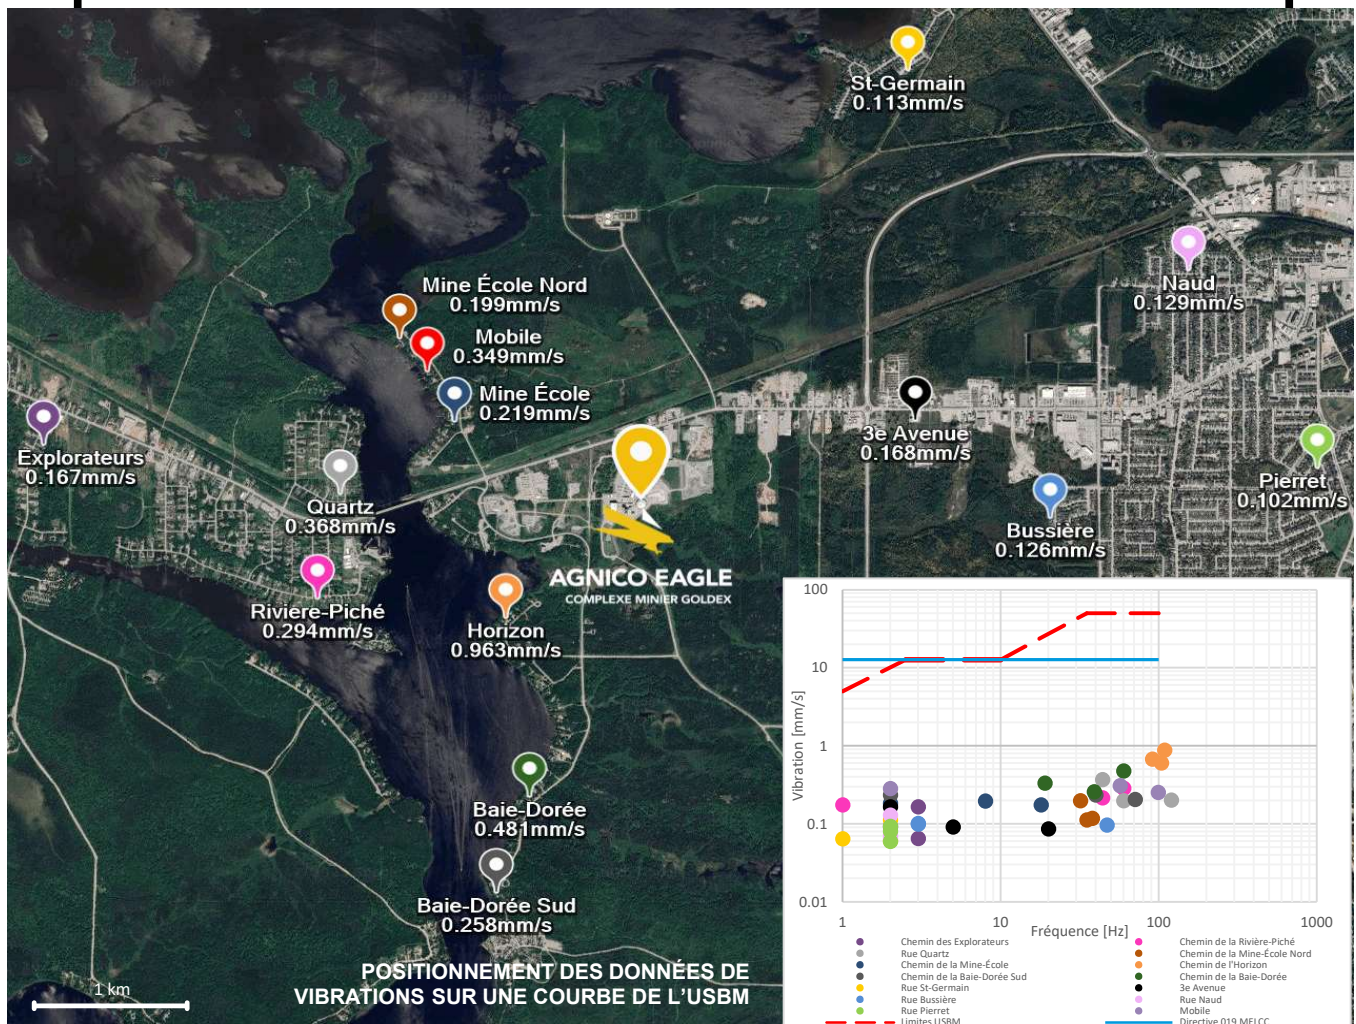 St-Germain
0.113mm/s
Naud
0.129mm/s
Mine École Nord
0.199mm/s
Mobile
0.349mm/s
Mine École
0.219mm/s
3e Avenue
0.168mm/s
Explorateurs
0.167mm/s
Quartz
0.368mm/s
Pierret
0.102mm/s
Bussière
0.126mm/s
AGNICO EAGLE
COMPLEXE MINIER GOLDEX
Riviere-Piché
0.294mm/s
Horizon
0.963mm/s
Baie-Dorée
0.481mm/s
Baie-Dorée Sud
0.258mm/s
POSITIONNEMENT DES DONNÉES DE
VIBRATIONS SUR UNE COURBE DE L'USBM
1 km
Vibration [mm/s]
100
10
1
0.1
0.01
1 10 100 1000
Fréquence [Hz]
Chemin des Explorateurs
Chemin de la Rivière-Piché
Rue Quartz
Chemin de la Mine-École Nord
Chemin de la Mine-École
Chemin de l'Horizon
Chemin de la Baie-Dorée Sud
Chemin de la Baie-Dorée
Rue St-Germain
3e Avenue
Rue Bussière
Rue Naud
Rue Pierret
Mobile
Limites USBM
Directive 019 MELCC